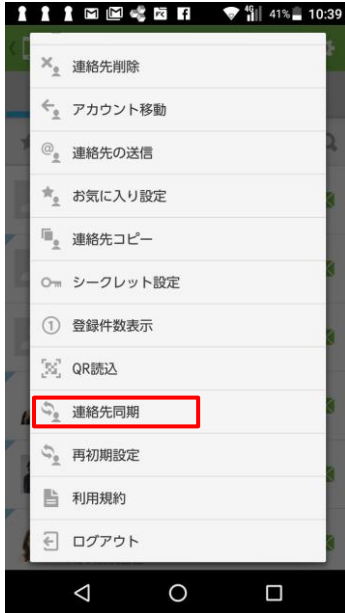 41% 10:39
連絡先削除
アカウント移動
@ 連絡先の送信
お気に入り設定
連絡先コピー
シークレット設定
1 登録件数表示
QR読込
連絡先同期
再初期設定
利用規約
ログアウト